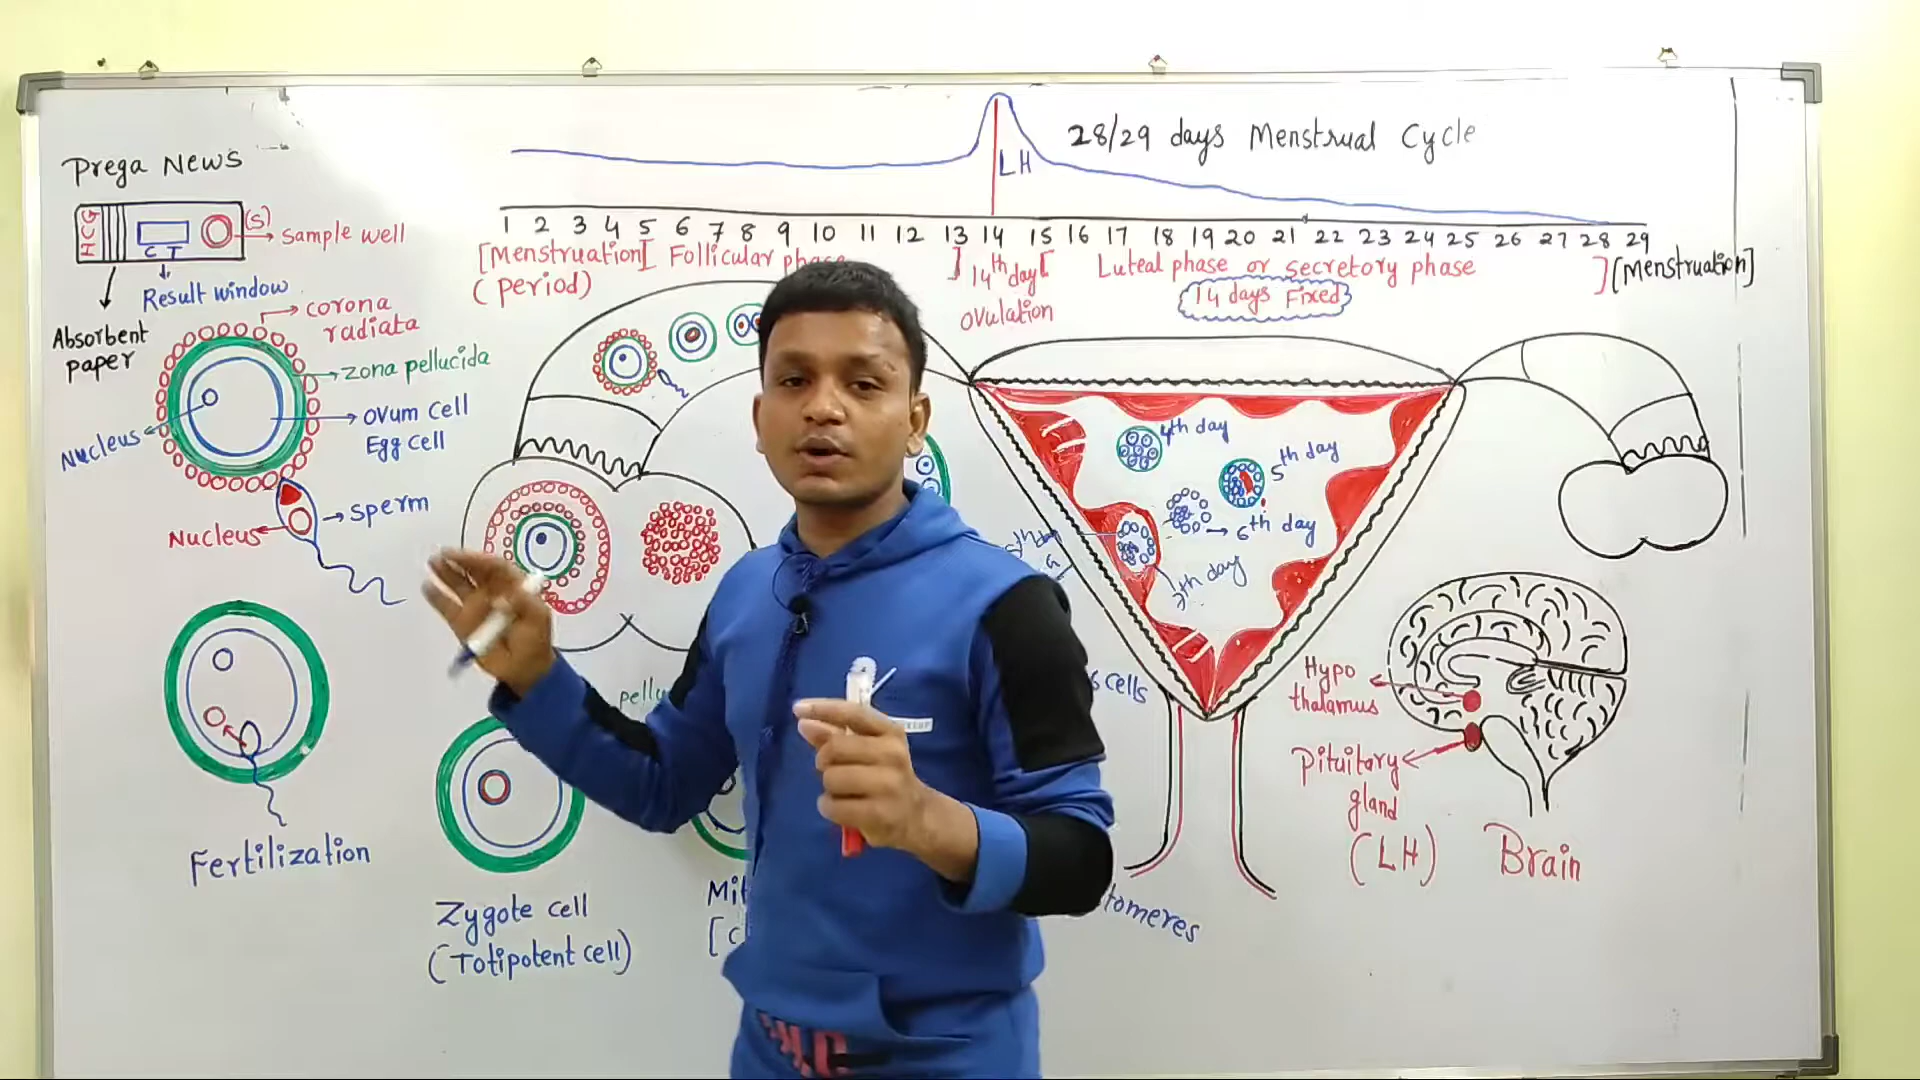 Prega News
HCG
C T
(S)
Sample well
Result window
Absorbent
paper
corona
radiata
zona pellucida
ovum cell
Egg cell
Nucleus
sperm
Nucleus
Fertilization
28/29 days Menstrual Cycle
LH
1 2 3 4 5 6 7 8 9 10 11 12 13 14 15 16 17 18 19 20 21 22 23 24 25 26 27 28 29
[Menstruation[ Follicular phase ] 14th day [ Luteal phase or secretory phase ] [Menstruation]
(period)
ovulation
14 days Fixed
4th day
5th day
6th day
7th day
pellu
6 cells
Zygote cell
(Totipotent cell)
Mit
[c
tomeres
Hypo
thalamus
Pituitary
gland
(LH)
Brain